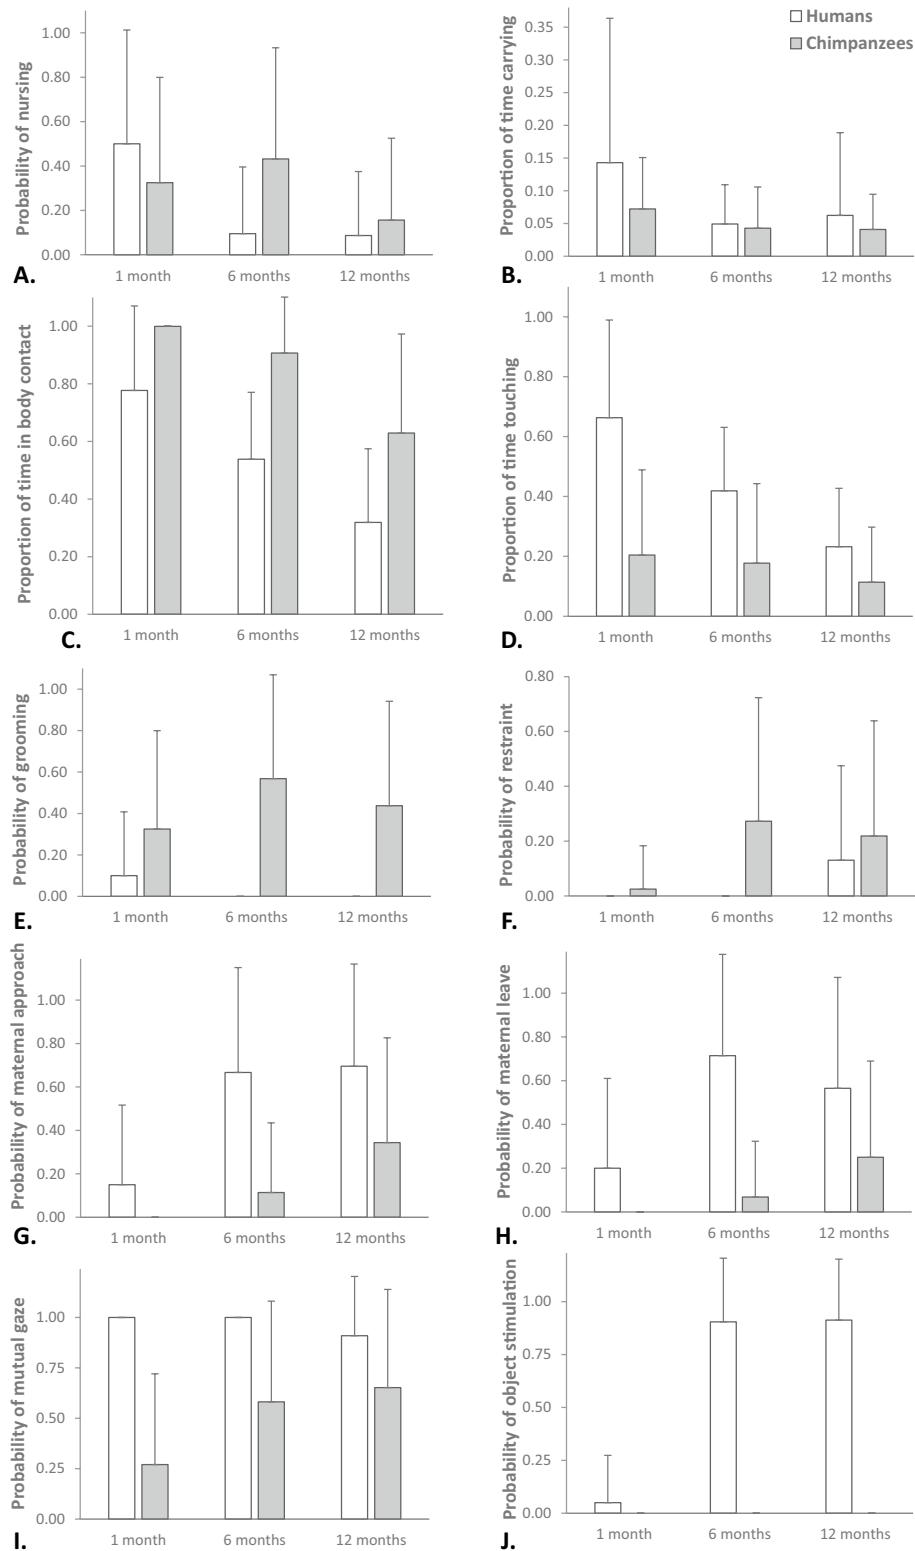 Humans
Chimpanzees
Probability of nursing
1.00
0.80
0.60
0.40
0.20
0.00
1 month 6 months 12 months
A.
Proportion of time carrying
0.35
0.30
0.25
0.20
0.15
0.10
0.05
0.00
1 month 6 months 12 months
B.
Proportion of time in body contact
1.00
0.80
0.60
0.40
0.20
0.00
1 month 6 months 12 months
C.
Proportion of time touching
1.00
0.80
0.60
0.40
0.20
0.00
1 month 6 months 12 months
D.
Probability of grooming
1.00
0.80
0.60
0.40
0.20
0.00
1 month 6 months 12 months
E.
Probability of restraint
0.80
0.60
0.40
0.20
0.00
1 month 6 months 12 months
F.
Probability of maternal approach
1.00
0.80
0.60
0.40
0.20
0.00
1 month 6 months 12 months
G.
Probability of maternal leave
1.00
0.80
0.60
0.40
0.20
0.00
1 month 6 months 12 months
H.
Probability of mutual gaze
1.00
0.75
0.50
0.25
0.00
1 month 6 months 12 months
I.
Probability of object stimulation
1.00
0.75
0.50
0.25
0.00
1 month 6 months 12 months
J.